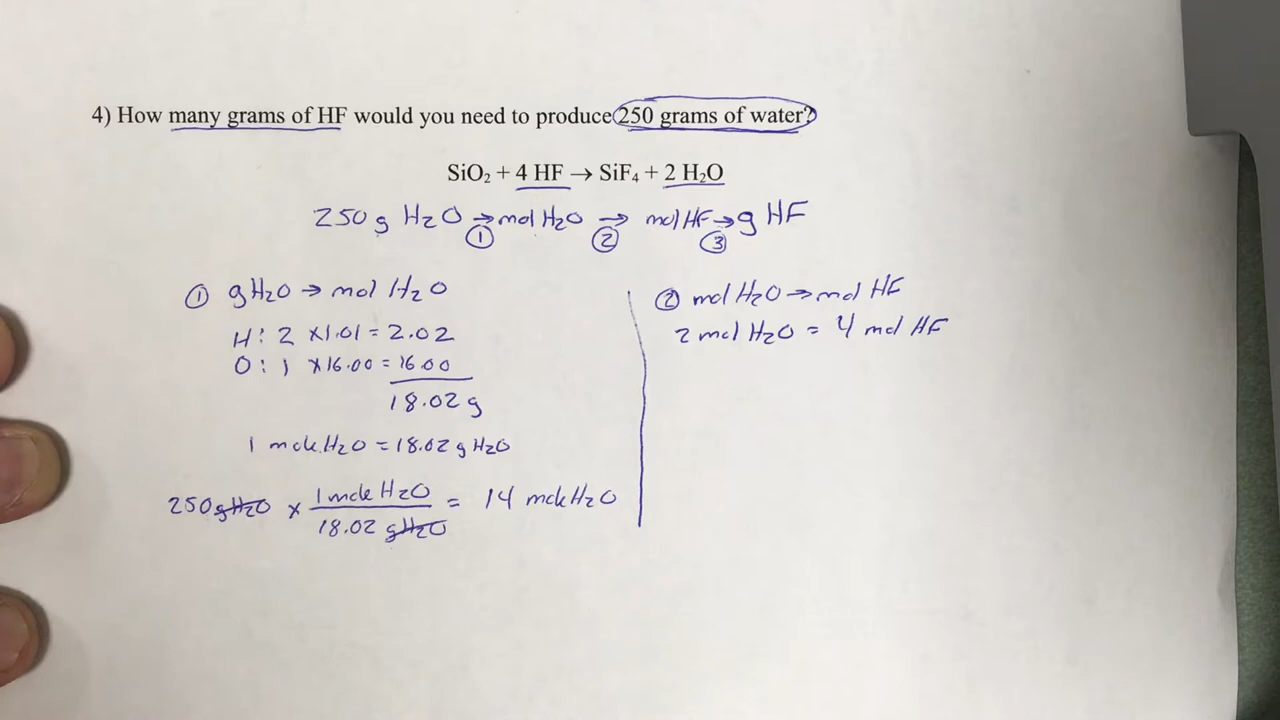 4) How many grams of HF would you need to produce 250 grams of water?
SiO₂ + 4 HF → SiF₄ + 2 H₂O
250 g H₂O → mol H₂O → mol HF → g HF
① ② ③
① g H₂O → mol H₂O
H: 2 × 1.01 = 2.02
O: 1 × 16.00 = 16.00
18.02 g
1 mole H₂O = 18.02 g H₂O
250 g H₂O × 1 mole H₂O / 18.02 g H₂O = 14 mole H₂O
② mol H₂O → mol HF
2 mol H₂O = 4 mol HF